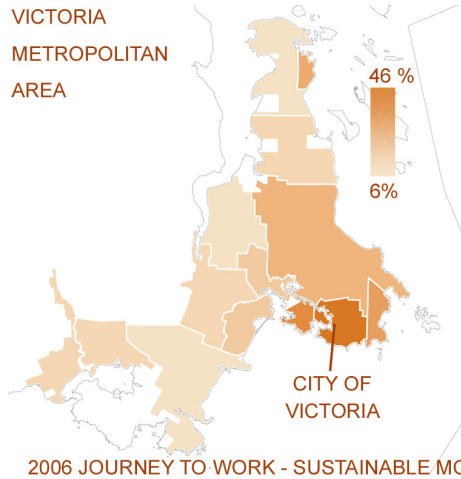 VICTORIA
METROPOLITAN
AREA
46 %
6%
CITY OF
VICTORIA
2006 JOURNEY TO WORK - SUSTAINABLE MO